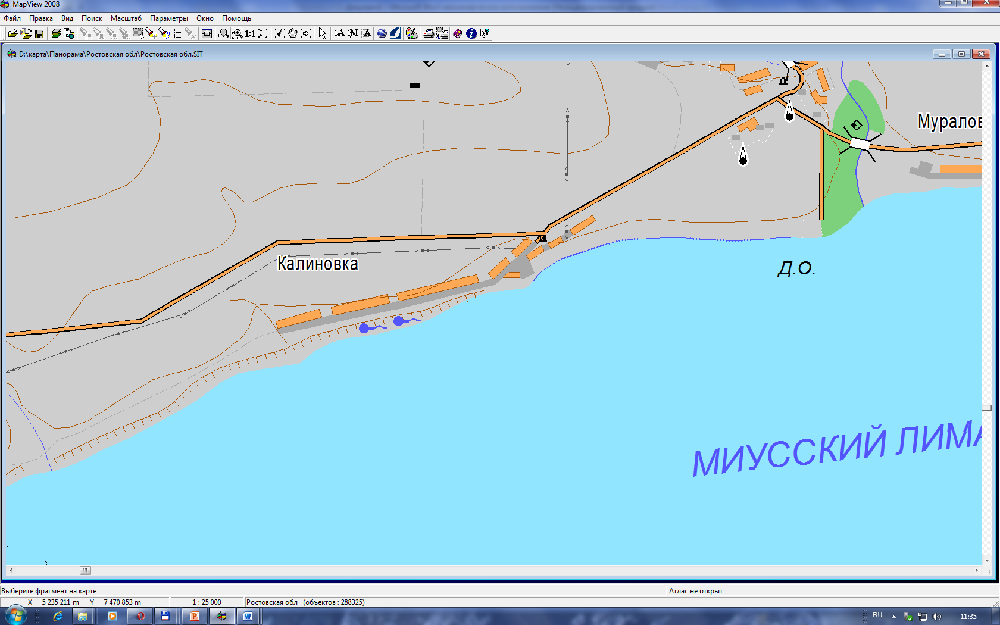 MapView 2008
Файл Правка Вид Поиск Масштаб Параметры Окно Помощь
1:1 A M A
D:\карта\Панорама\Ростовская обл\Ростовская обл.SIT
Муралов
Калиновка
Д.О.
МИУССКИЙ ЛИМА
Выберите фрагмент на карте
Атлас не открыт
X= 5 235 211 m Y= 7 470 853 m
1 : 25 000
Ростовская обл (объектов : 288325)
RU
11:35